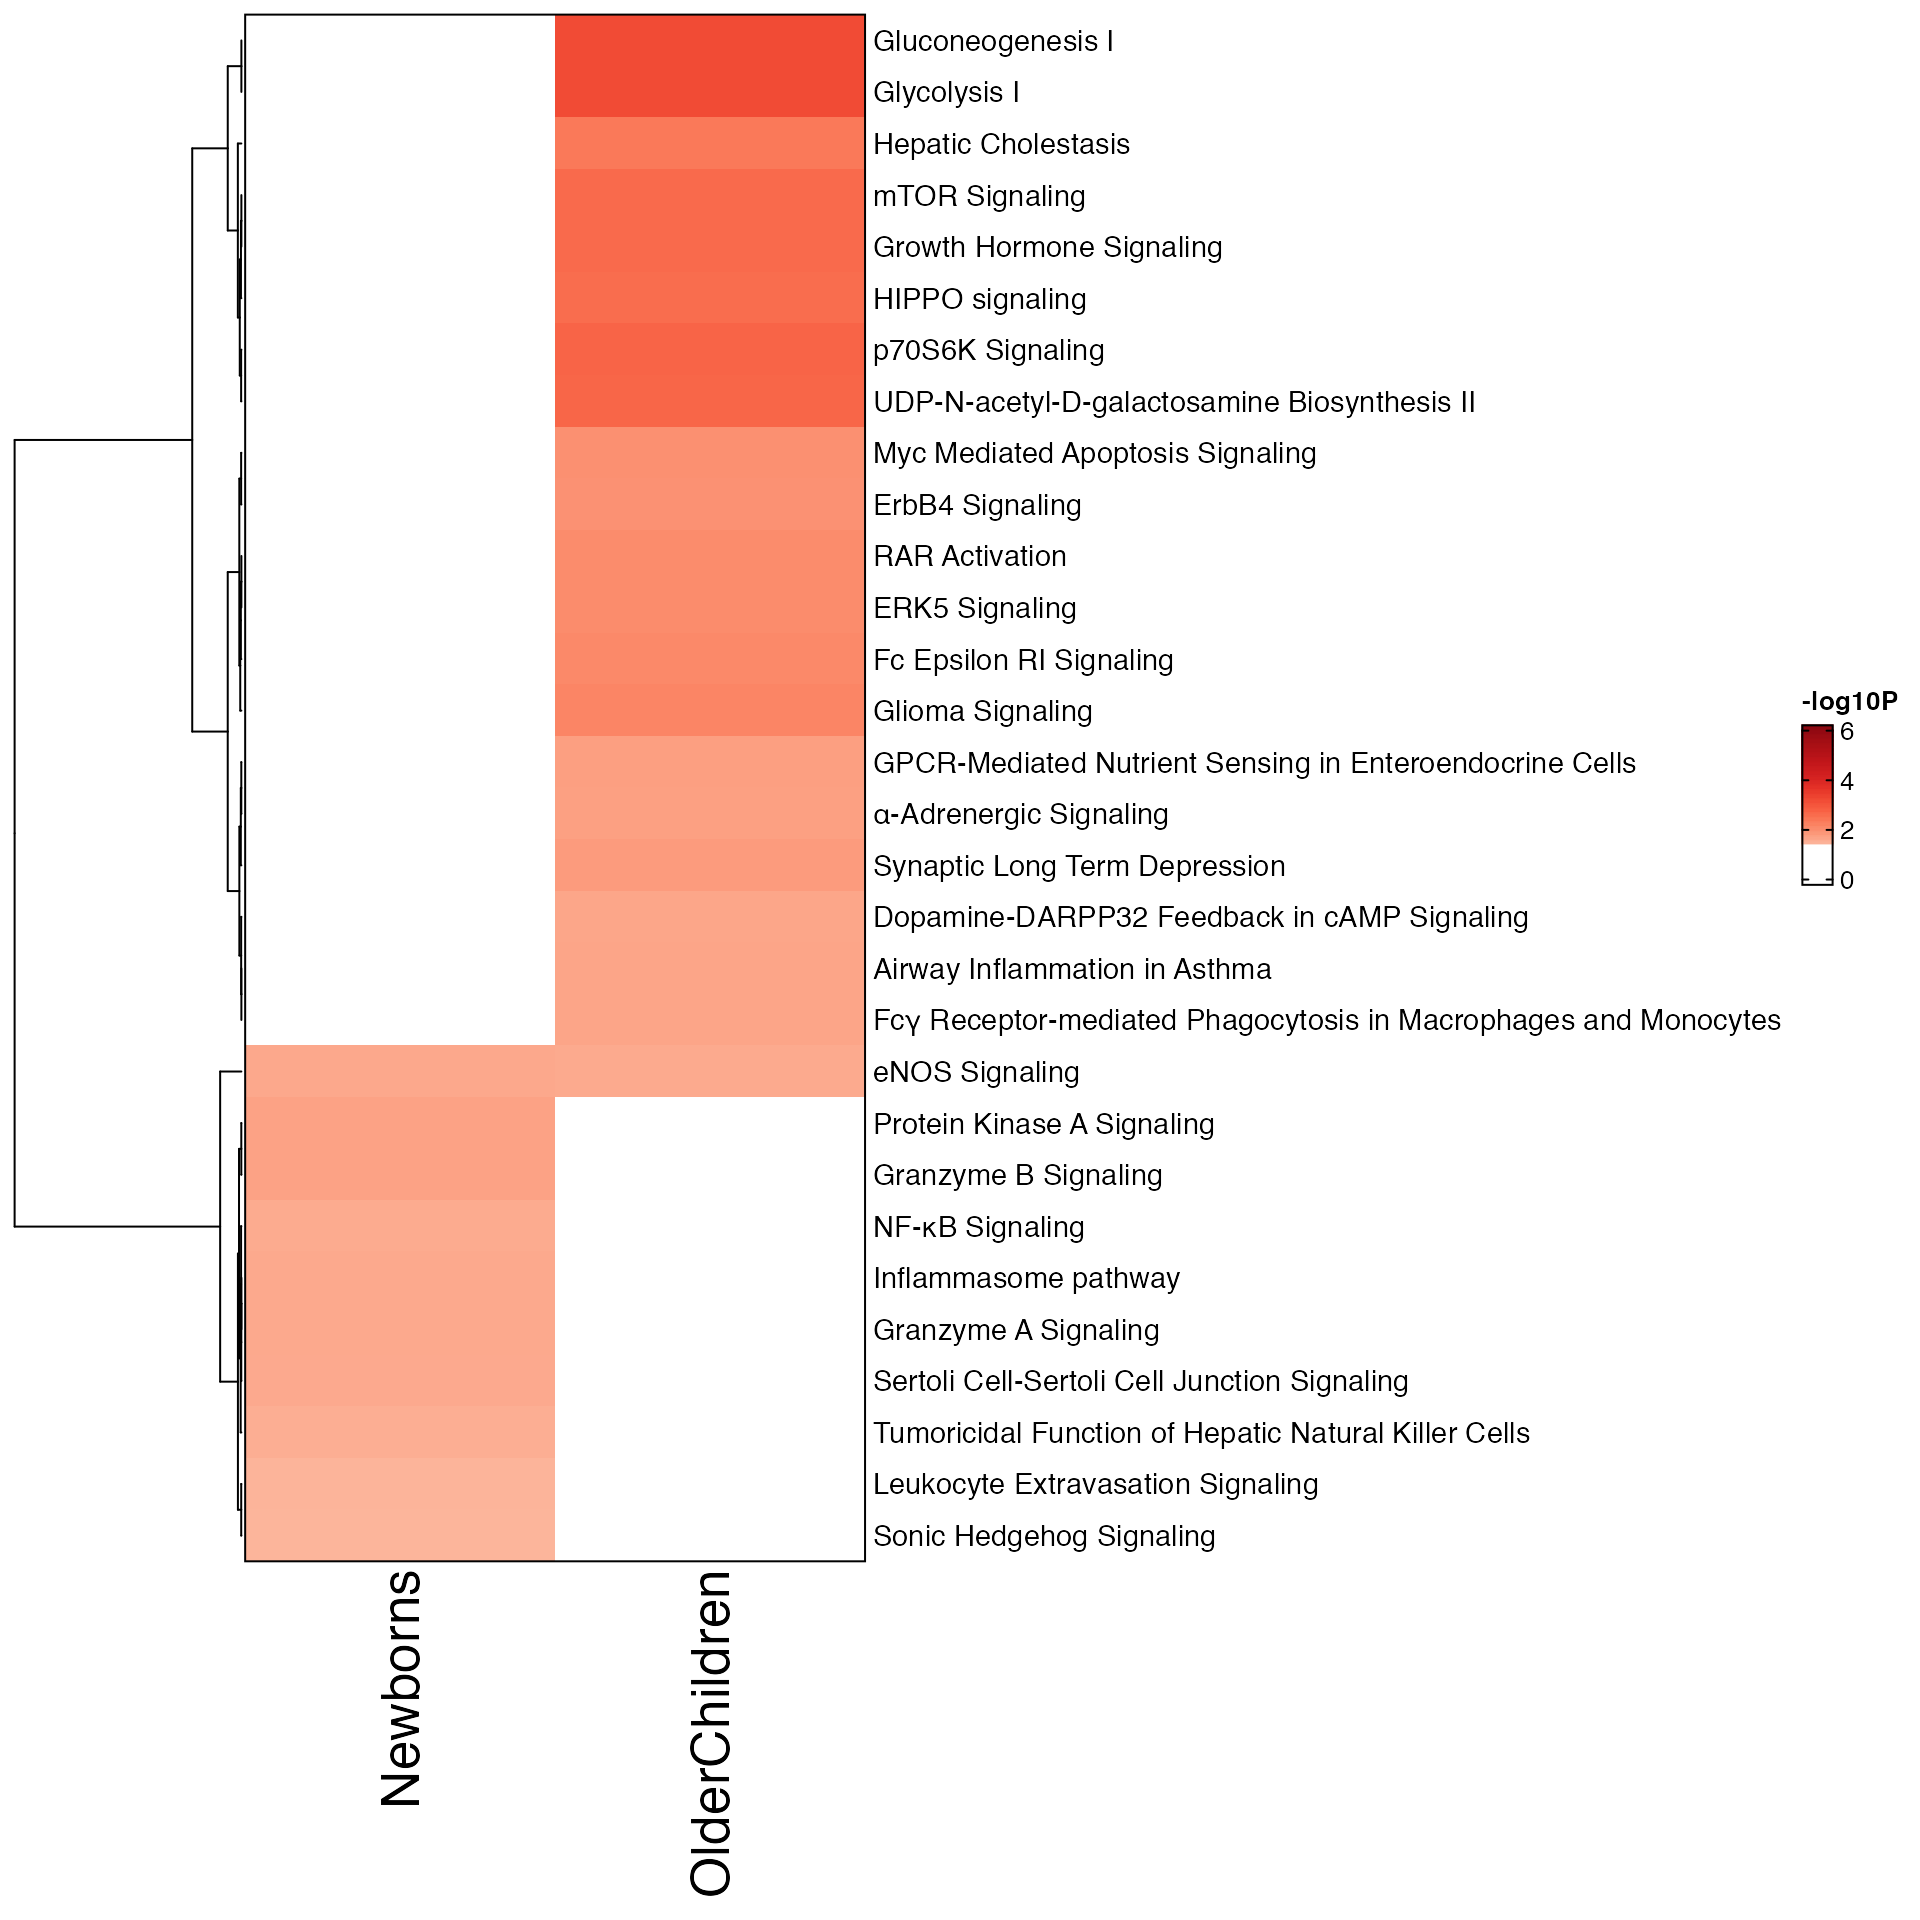 Gluconeogenesis I
Glycolysis I
Hepatic Cholestasis
mTOR Signaling
Growth Hormone Signaling
HIPPO signaling
p70S6K Signaling
UDP-N-acetyl-D-galactosamine Biosynthesis II
Myc Mediated Apoptosis Signaling
ErbB4 Signaling
RAR Activation
ERK5 Signaling
Fc Epsilon RI Signaling
Glioma Signaling
GPCR-Mediated Nutrient Sensing in Enteroendocrine Cells
α-Adrenergic Signaling
Synaptic Long Term Depression
Dopamine-DARPP32 Feedback in cAMP Signaling
Airway Inflammation in Asthma
Fcγ Receptor-mediated Phagocytosis in Macrophages and Monocytes
eNOS Signaling
Protein Kinase A Signaling
Granzyme B Signaling
NF-κB Signaling
Inflammasome pathway
Granzyme A Signaling
Sertoli Cell-Sertoli Cell Junction Signaling
Tumoricidal Function of Hepatic Natural Killer Cells
Leukocyte Extravasation Signaling
Sonic Hedgehog Signaling
Newborns
OlderChildren
-log10P
6
4
2
0